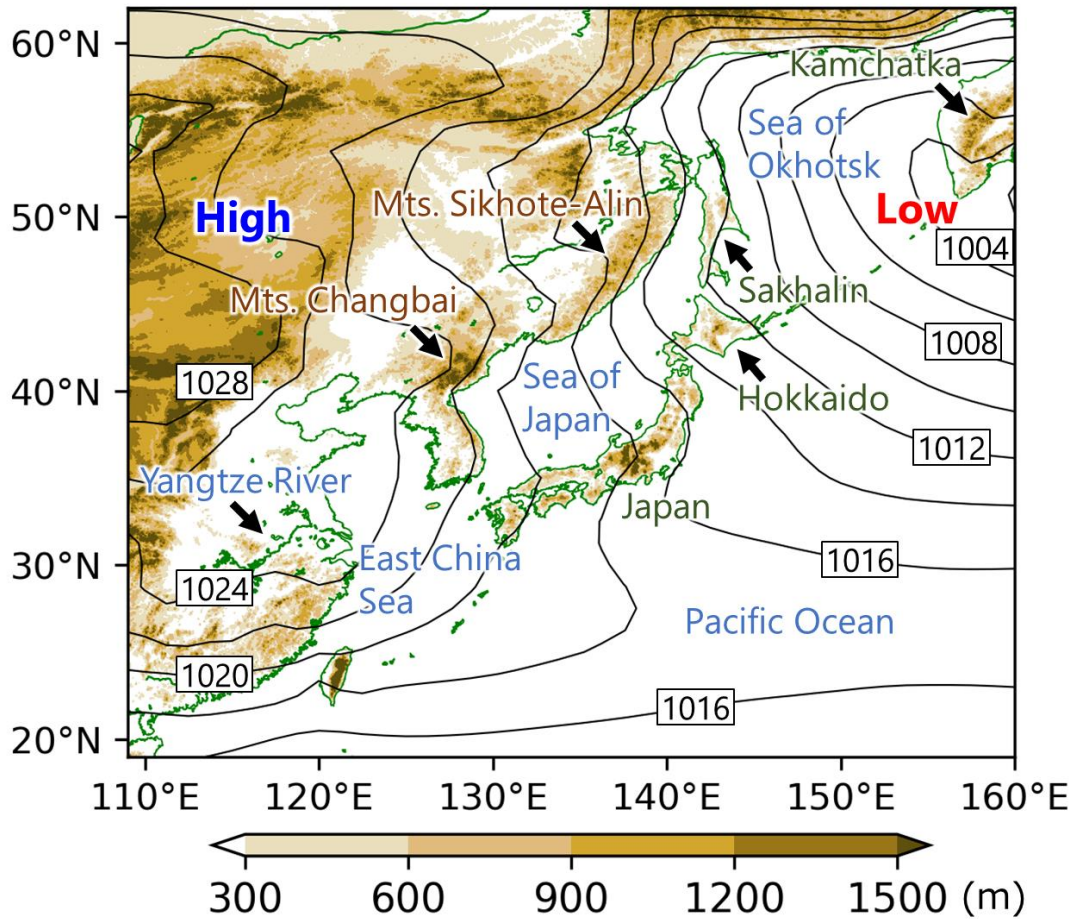 60°N
Kamchatka
Sea of
Okhotsk
50°N
High
Mts. Sikhote-Alin
Low
1004
Mts. Changbai
Sakhalin
1008
1028
40°N
Sea of
Japan
Hokkaido
1012
Yangtze River
Japan
30°N
East China
Sea
1016
1024
Pacific Ocean
1020
1016
20°N
110°E 120°E 130°E 140°E 150°E 160°E
300 600 900 1200 1500 (m)